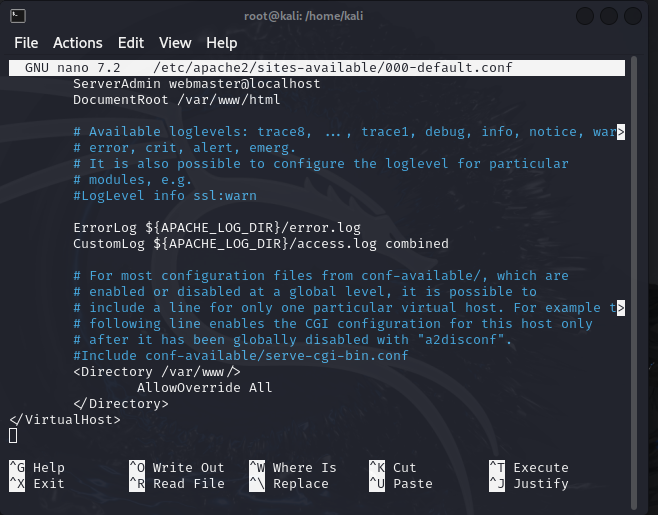 root@kali: /home/kali
File Actions Edit View Help
GNU nano 7.2 /etc/apache2/sites-available/000-default.conf
ServerAdmin webmaster@localhost
DocumentRoot /var/www/html
# Available loglevels: trace8, ..., trace1, debug, info, notice, war>
# error, crit, alert, emerg.
# It is also possible to configure the loglevel for particular
# modules, e.g.
#LogLevel info ssl:warn
ErrorLog ${APACHE_LOG_DIR}/error.log
CustomLog ${APACHE_LOG_DIR}/access.log combined
# For most configuration files from conf-available/, which are
# enabled or disabled at a global level, it is possible to
# include a line for only one particular virtual host. For example t>
# following line enables the CGI configuration for this host only
# after it has been globally disabled with "a2disconf".
#Include conf-available/serve-cgi-bin.conf
<Directory /var/www/>
AllowOverride All
</Directory>
</VirtualHost>
^G Help ^O Write Out ^W Where Is ^K Cut ^T Execute
^X Exit ^R Read File ^\ Replace ^U Paste ^J Justify